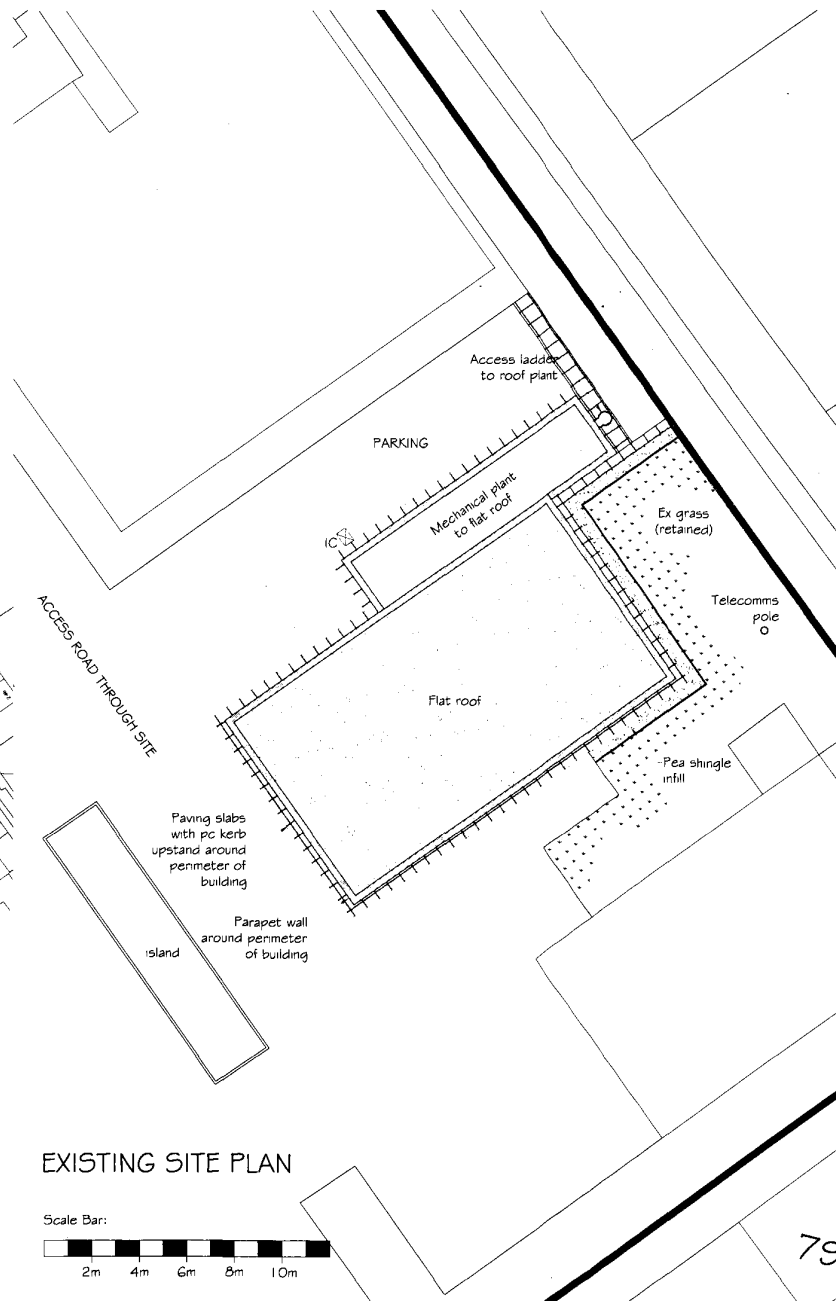 Access ladder
to roof plant
PARKING
Mechanical plant
to flat roof
Ex grass
(retained)
IC
Telecomms
pole
ACCESS ROAD THROUGH SITE
Flat roof
Pea shingle
infill
Paving slabs
with pc kerb
upstand around
perimeter of
building
Parapet wall
around perimeter
of building
Island
EXISTING SITE PLAN
Scale Bar:
2m 4m 6m 8m 10m
79